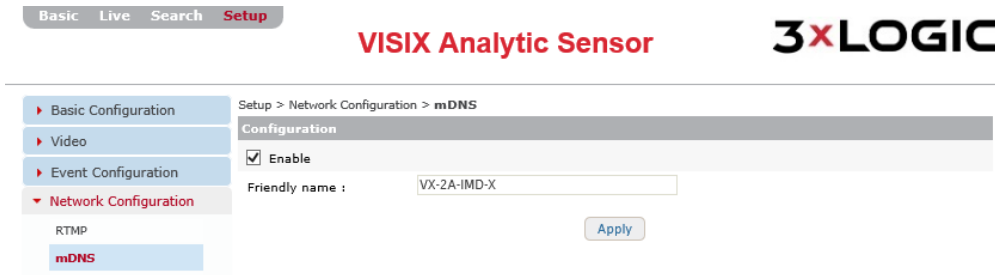 Basic Live Search Setup
VISIX Analytic Sensor
3xLOGIC
Basic Configuration
Video
Event Configuration
Network Configuration
RTMP
mDNS
Setup > Network Configuration > mDNS
Configuration
Enable
Friendly name : VX-2A-IMD-X
Apply